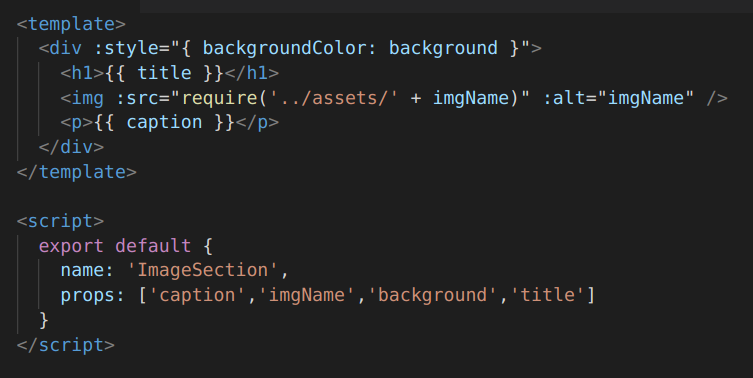 <template>
<div :style="{ backgroundColor: background }">
<h1>{{ title }}</h1>
<img :src="require('../assets/' + imgName)" :alt="imgName" />
<p>{{ caption }}</p>
</div>
</template>
<script>
export default {
name: 'ImageSection',
props: ['caption','imgName','background','title']
}
</script>